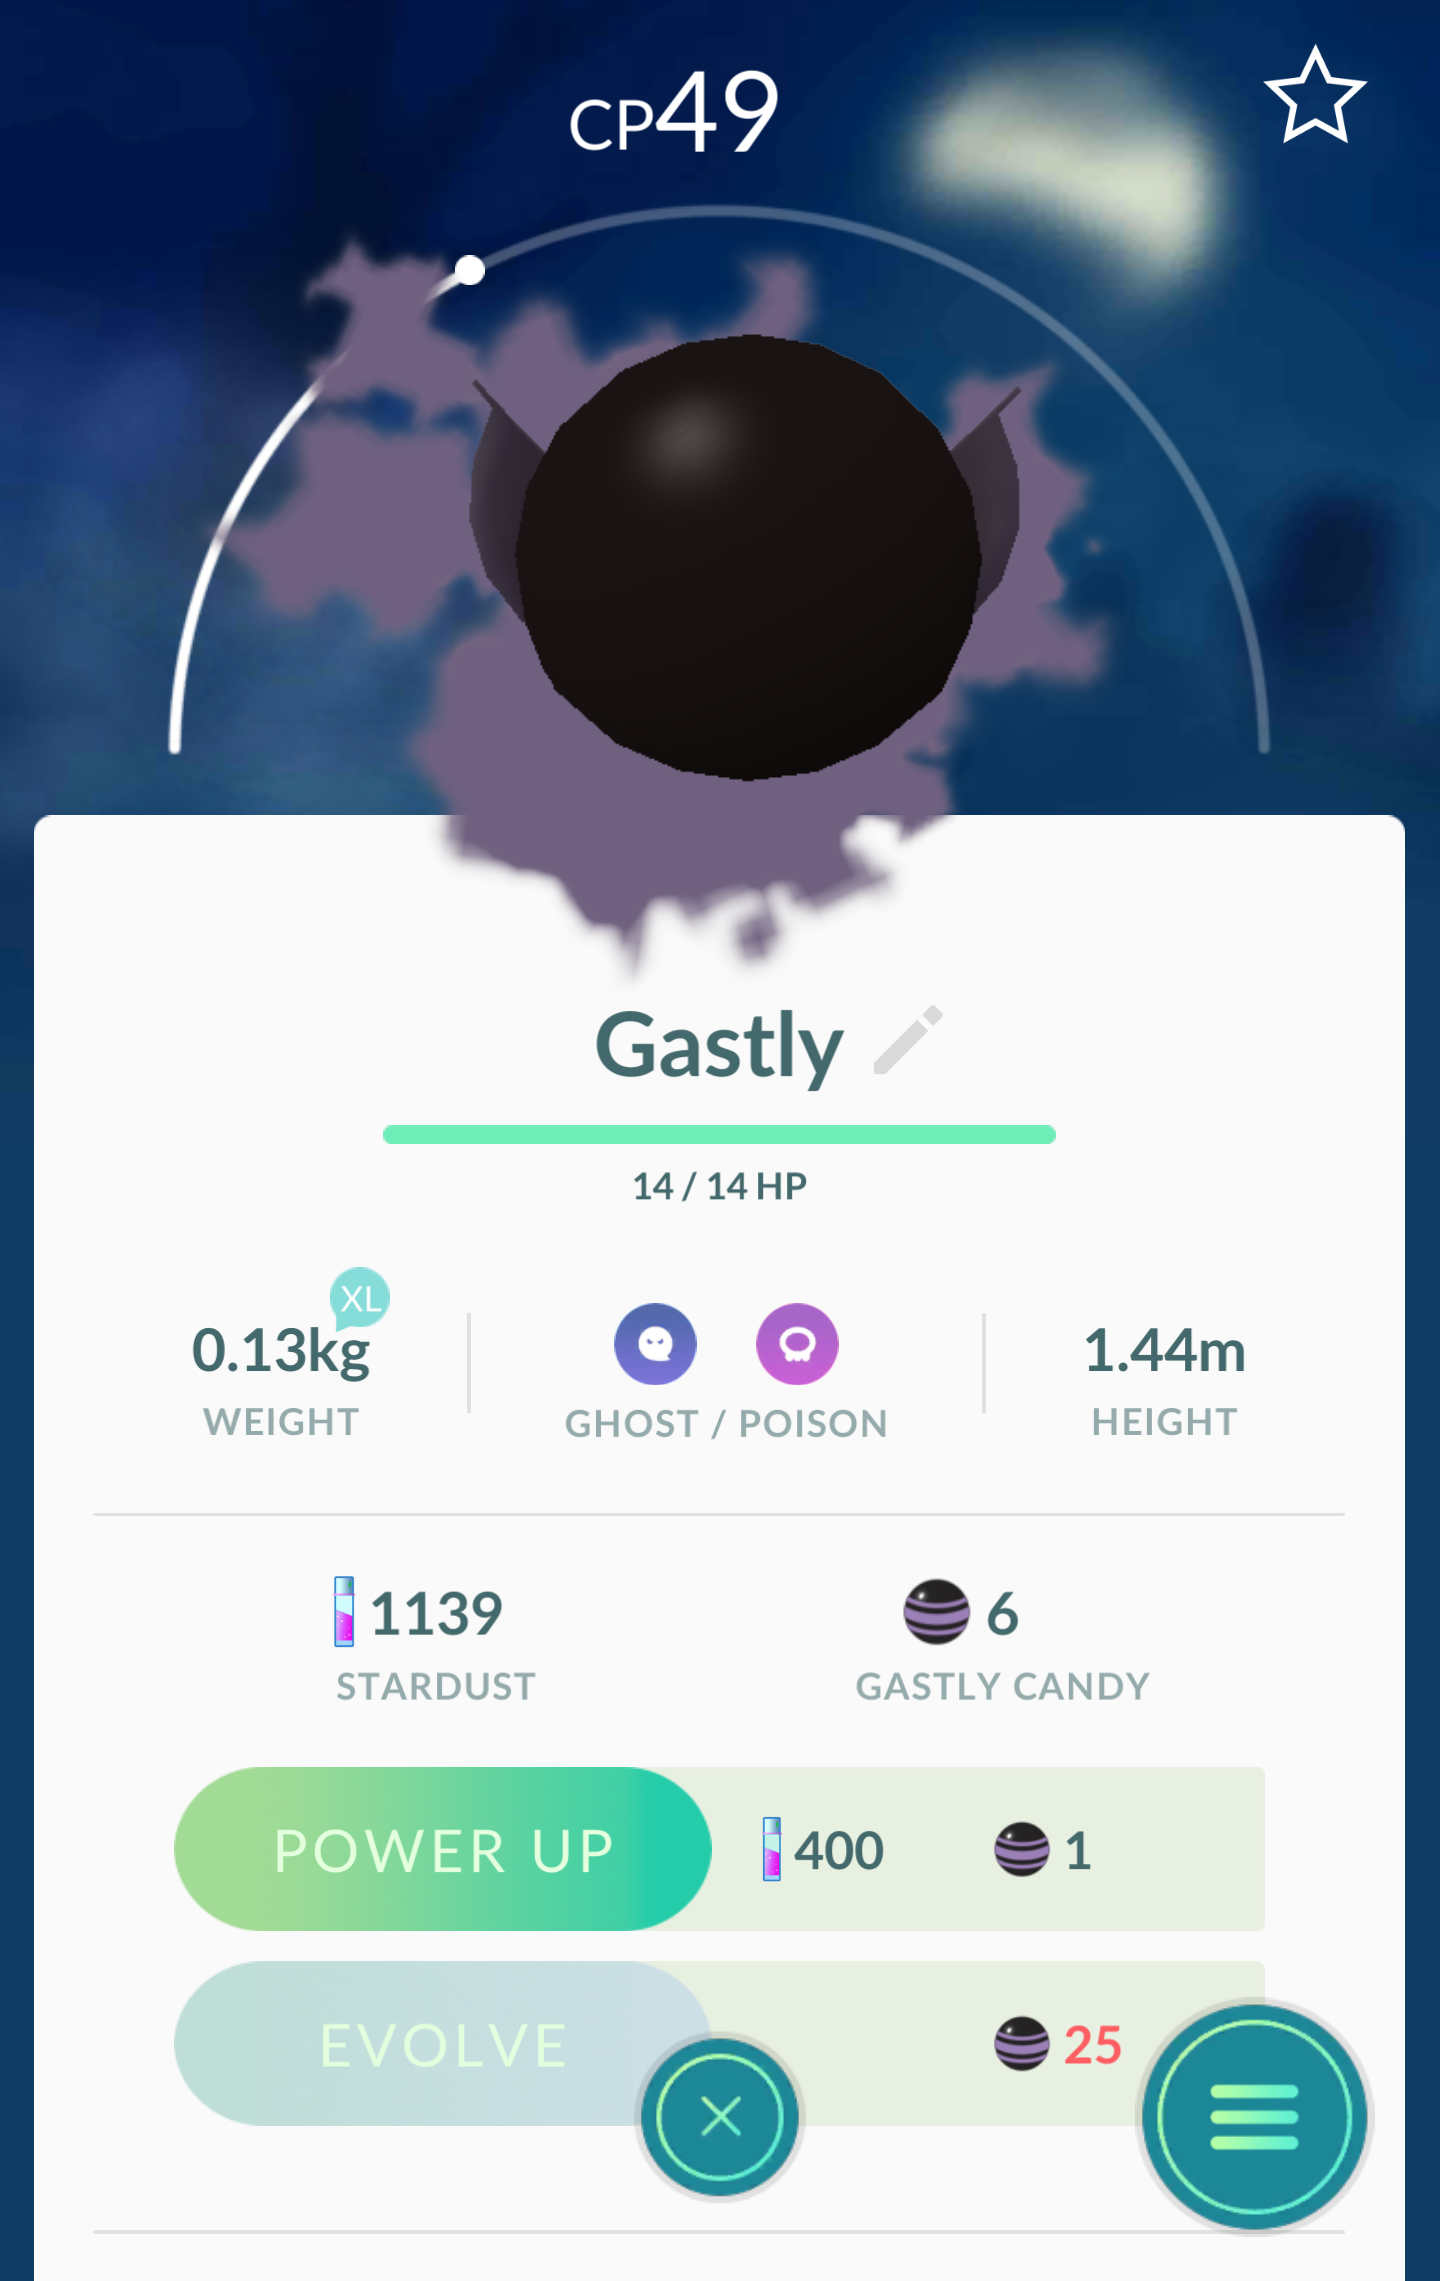 CP49
Gastly
14 / 14 HP
XL
0.13kg
WEIGHT
GHOST / POISON
1.44m
HEIGHT
1139
STARDUST
6
GASTLY CANDY
POWER UP 400 1
EVOLVE 25